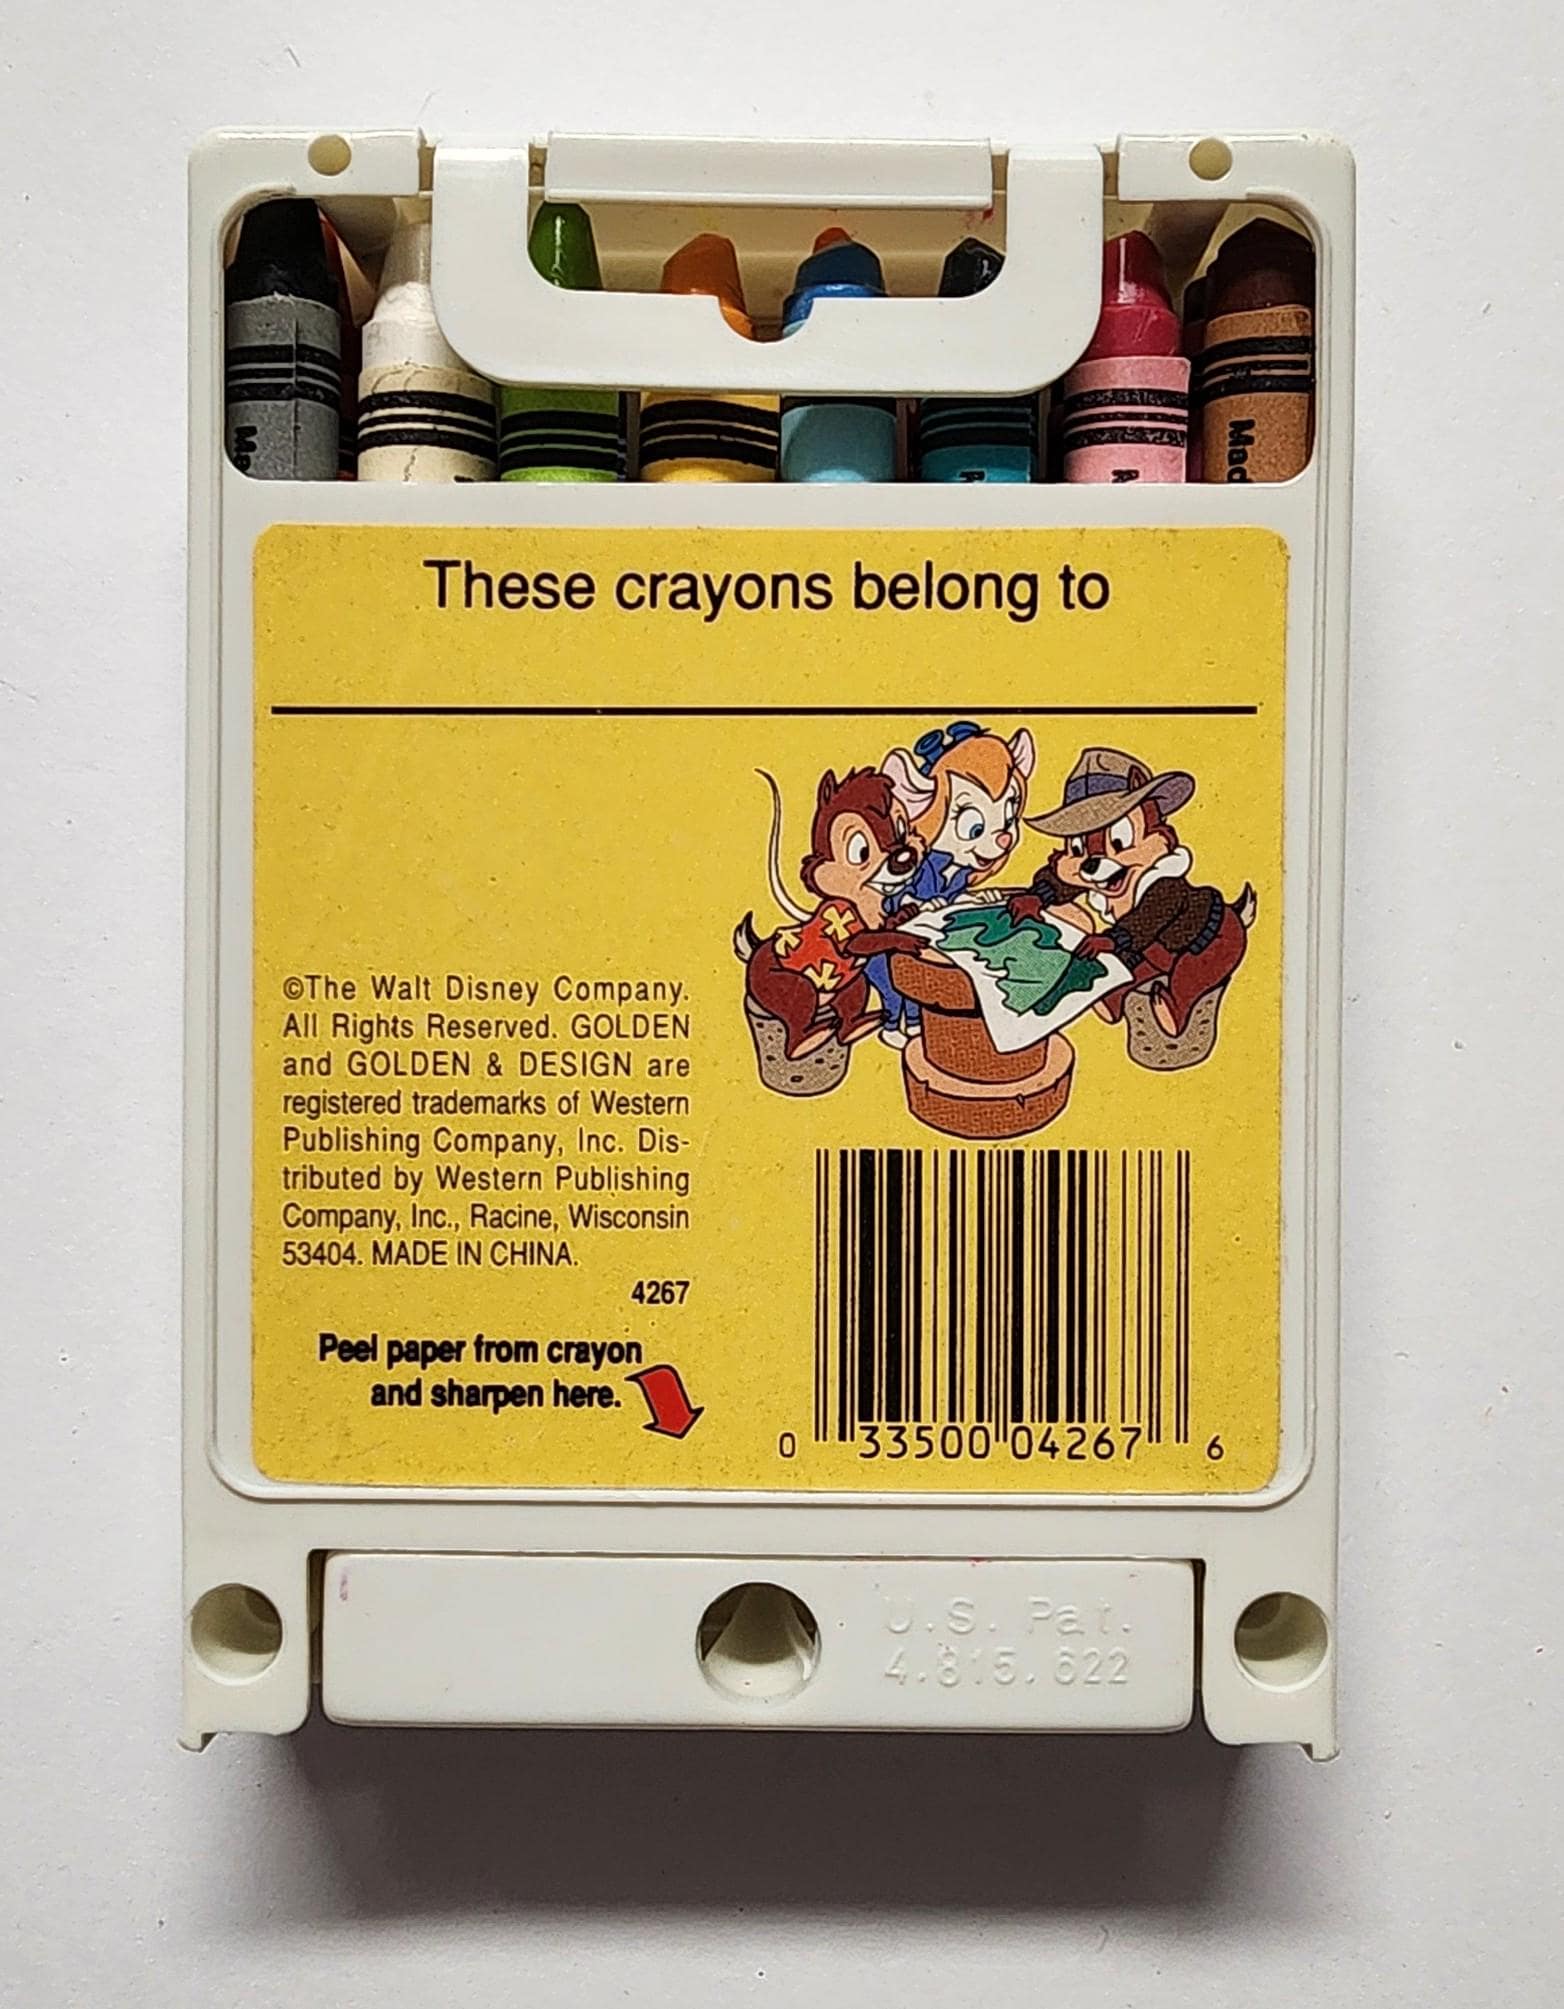 These crayons belong to
©The Walt Disney Company.
All Rights Reserved. GOLDEN
and GOLDEN & DESIGN are
registered trademarks of Western
Publishing Company, Inc. Dis-
tributed by Western Publishing
Company, Inc., Racine, Wisconsin
53404. MADE IN CHINA.
4267
Peel paper from crayon
and sharpen here.
0 33500 04267 6
U.S. Pat.
4.815.622